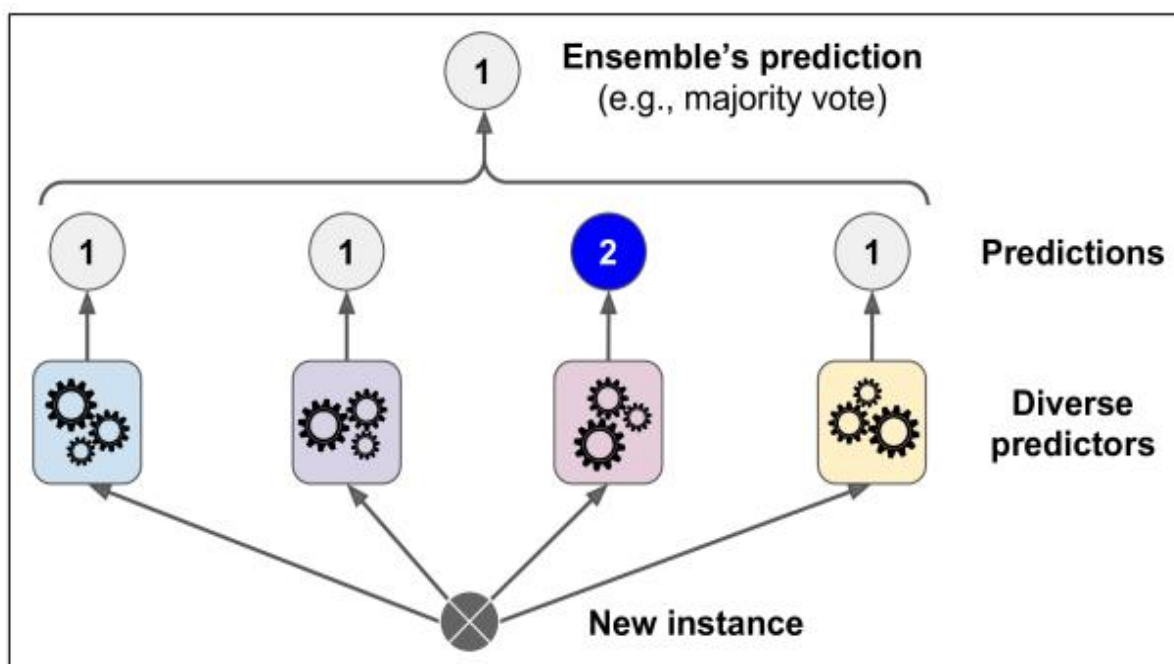 1
Ensemble's prediction
(e.g., majority vote)
1 1 2 1 Predictions
Diverse
predictors
New instance